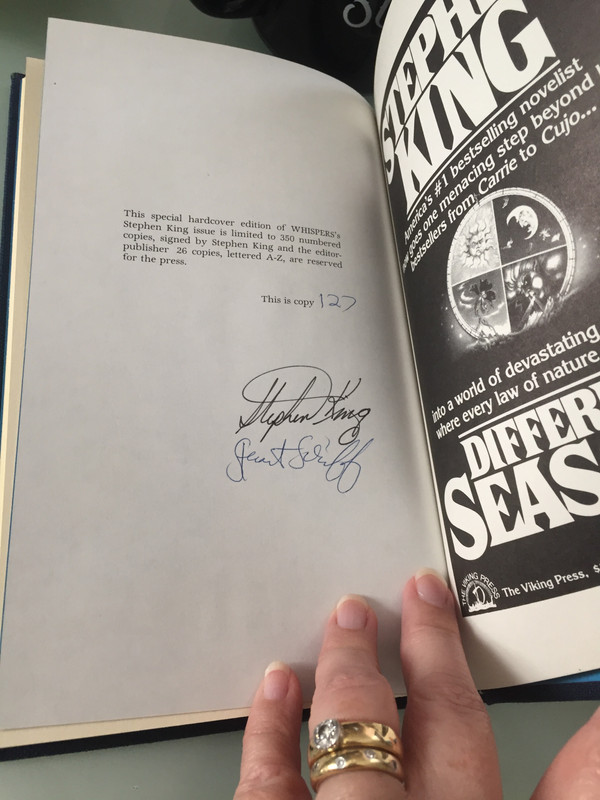 This special hardcover edition of WHISPERS's
Stephen King issue is limited to 350 numbered
copies, signed by Stephen King and the editor-
publisher 26 copies, lettered A-Z, are reserved
for the press.
This is copy 127
Stephen King
Stuart Schiff
STEPH
KING
America's #1 bestselling novelist
goes one menacing step beyond
bestsellers from Carrie to Cujo...
into a world of devastating
where every law of nature
DIFFER
SEAS
THE VIKING PRESS
The Viking Press, $